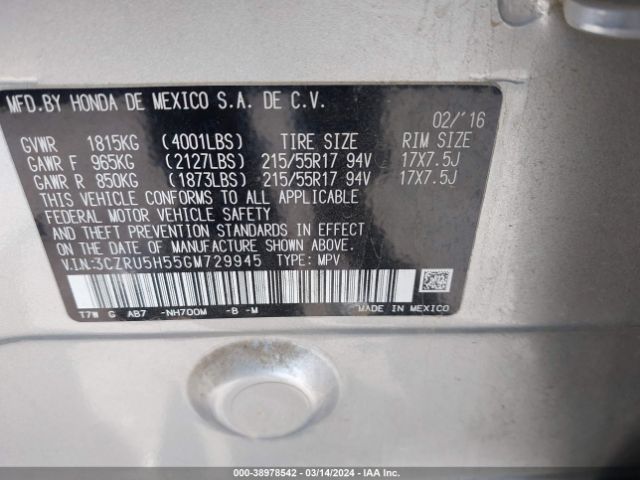 MFD.BY HONDA DE MEXICO S.A. DE C.V.
02/'16
GVWR 1815KG (4001LBS) TIRE SIZE RIM SIZE
GAWR F 965KG (2127LBS) 215/55R17 94V 17X7.5J
GAWR R 850KG (1873LBS) 215/55R17 94V 17X7.5J
THIS VEHICLE CONFORMS TO ALL APPLICABLE
FEDERAL MOTOR VEHICLE SAFETY
AND THEFT PREVENTION STANDARDS IN EFFECT
ON THE DATE OF MANUFACTURE SHOWN ABOVE.
V.I.N:3CZRU5H55GM729945 TYPE: MPV
T7W G AB7 -NH700M -B -M MADE IN MEXICO
000-38978542 - 03/14/2024 - IAAI.com